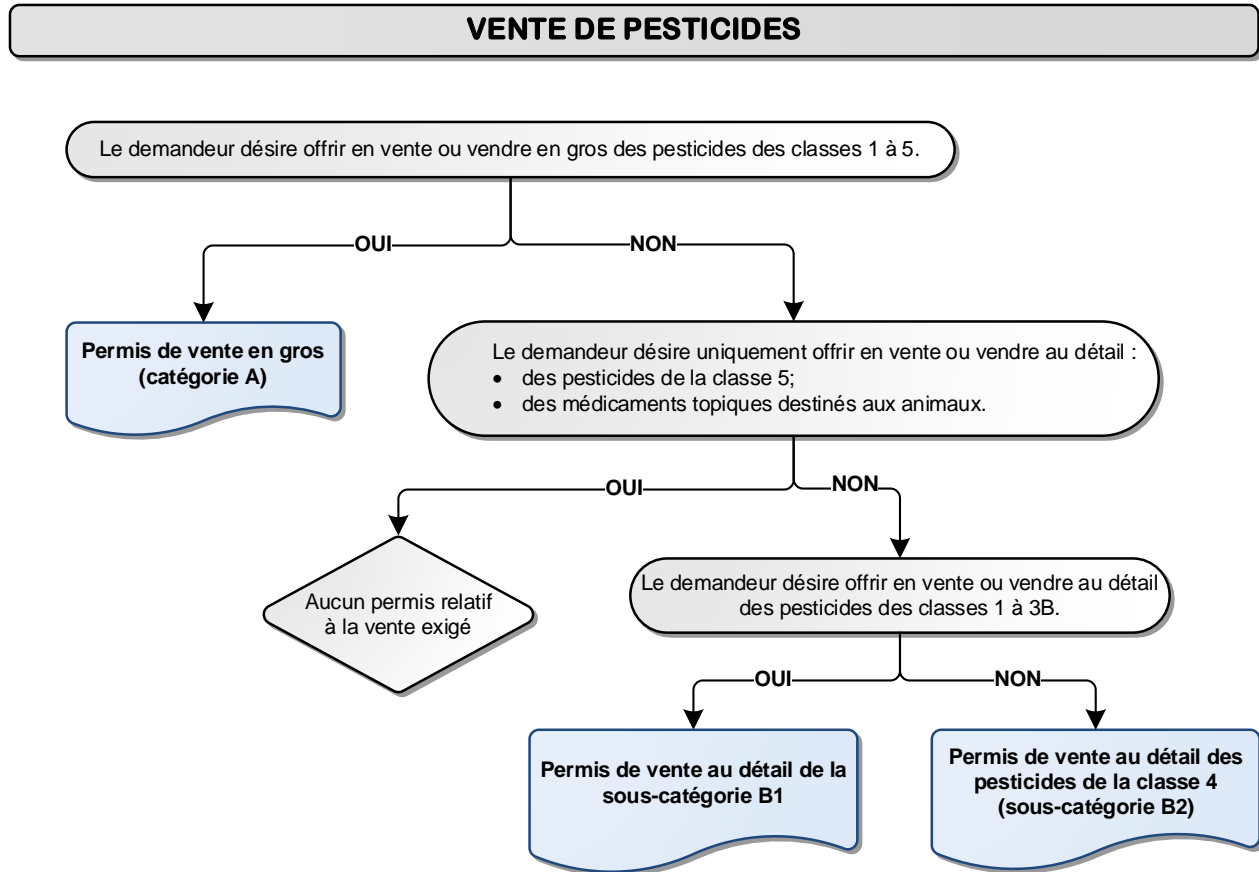 VENTE DE PESTICIDES
Le demandeur désire offrir en vente ou vendre en gros des pesticides des classes 1 à 5.
OUI
NON
Permis de vente en gros
(catégorie A)
Le demandeur désire uniquement offrir en vente ou vendre au détail :
• des pesticides de la classe 5;
• des médicaments topiques destinés aux animaux.
OUI
NON
Aucun permis relatif
à la vente exigé
Le demandeur désire offrir en vente ou vendre au détail
des pesticides des classes 1 à 3B.
OUI
NON
Permis de vente au détail de la
sous-catégorie B1
Permis de vente au détail des
pesticides de la classe 4
(sous-catégorie B2)